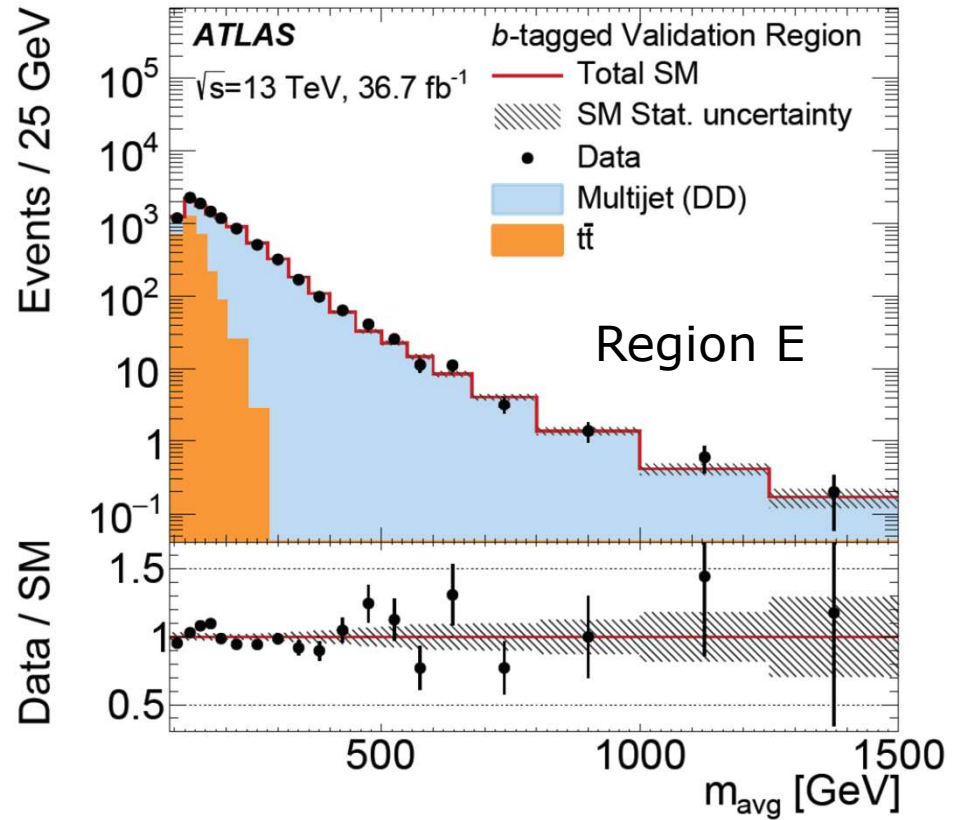 ATLAS
√s=13 TeV, 36.7 fb⁻¹
b-tagged Validation Region
Total SM
SM Stat. uncertainty
Data
Multijet (DD)
tt̄
Region E
Events / 25 GeV
10⁵
10⁴
10³
10²
10
1
10⁻¹
Data / SM
1.5
1
0.5
500
1000
1500
m_avg [GeV]